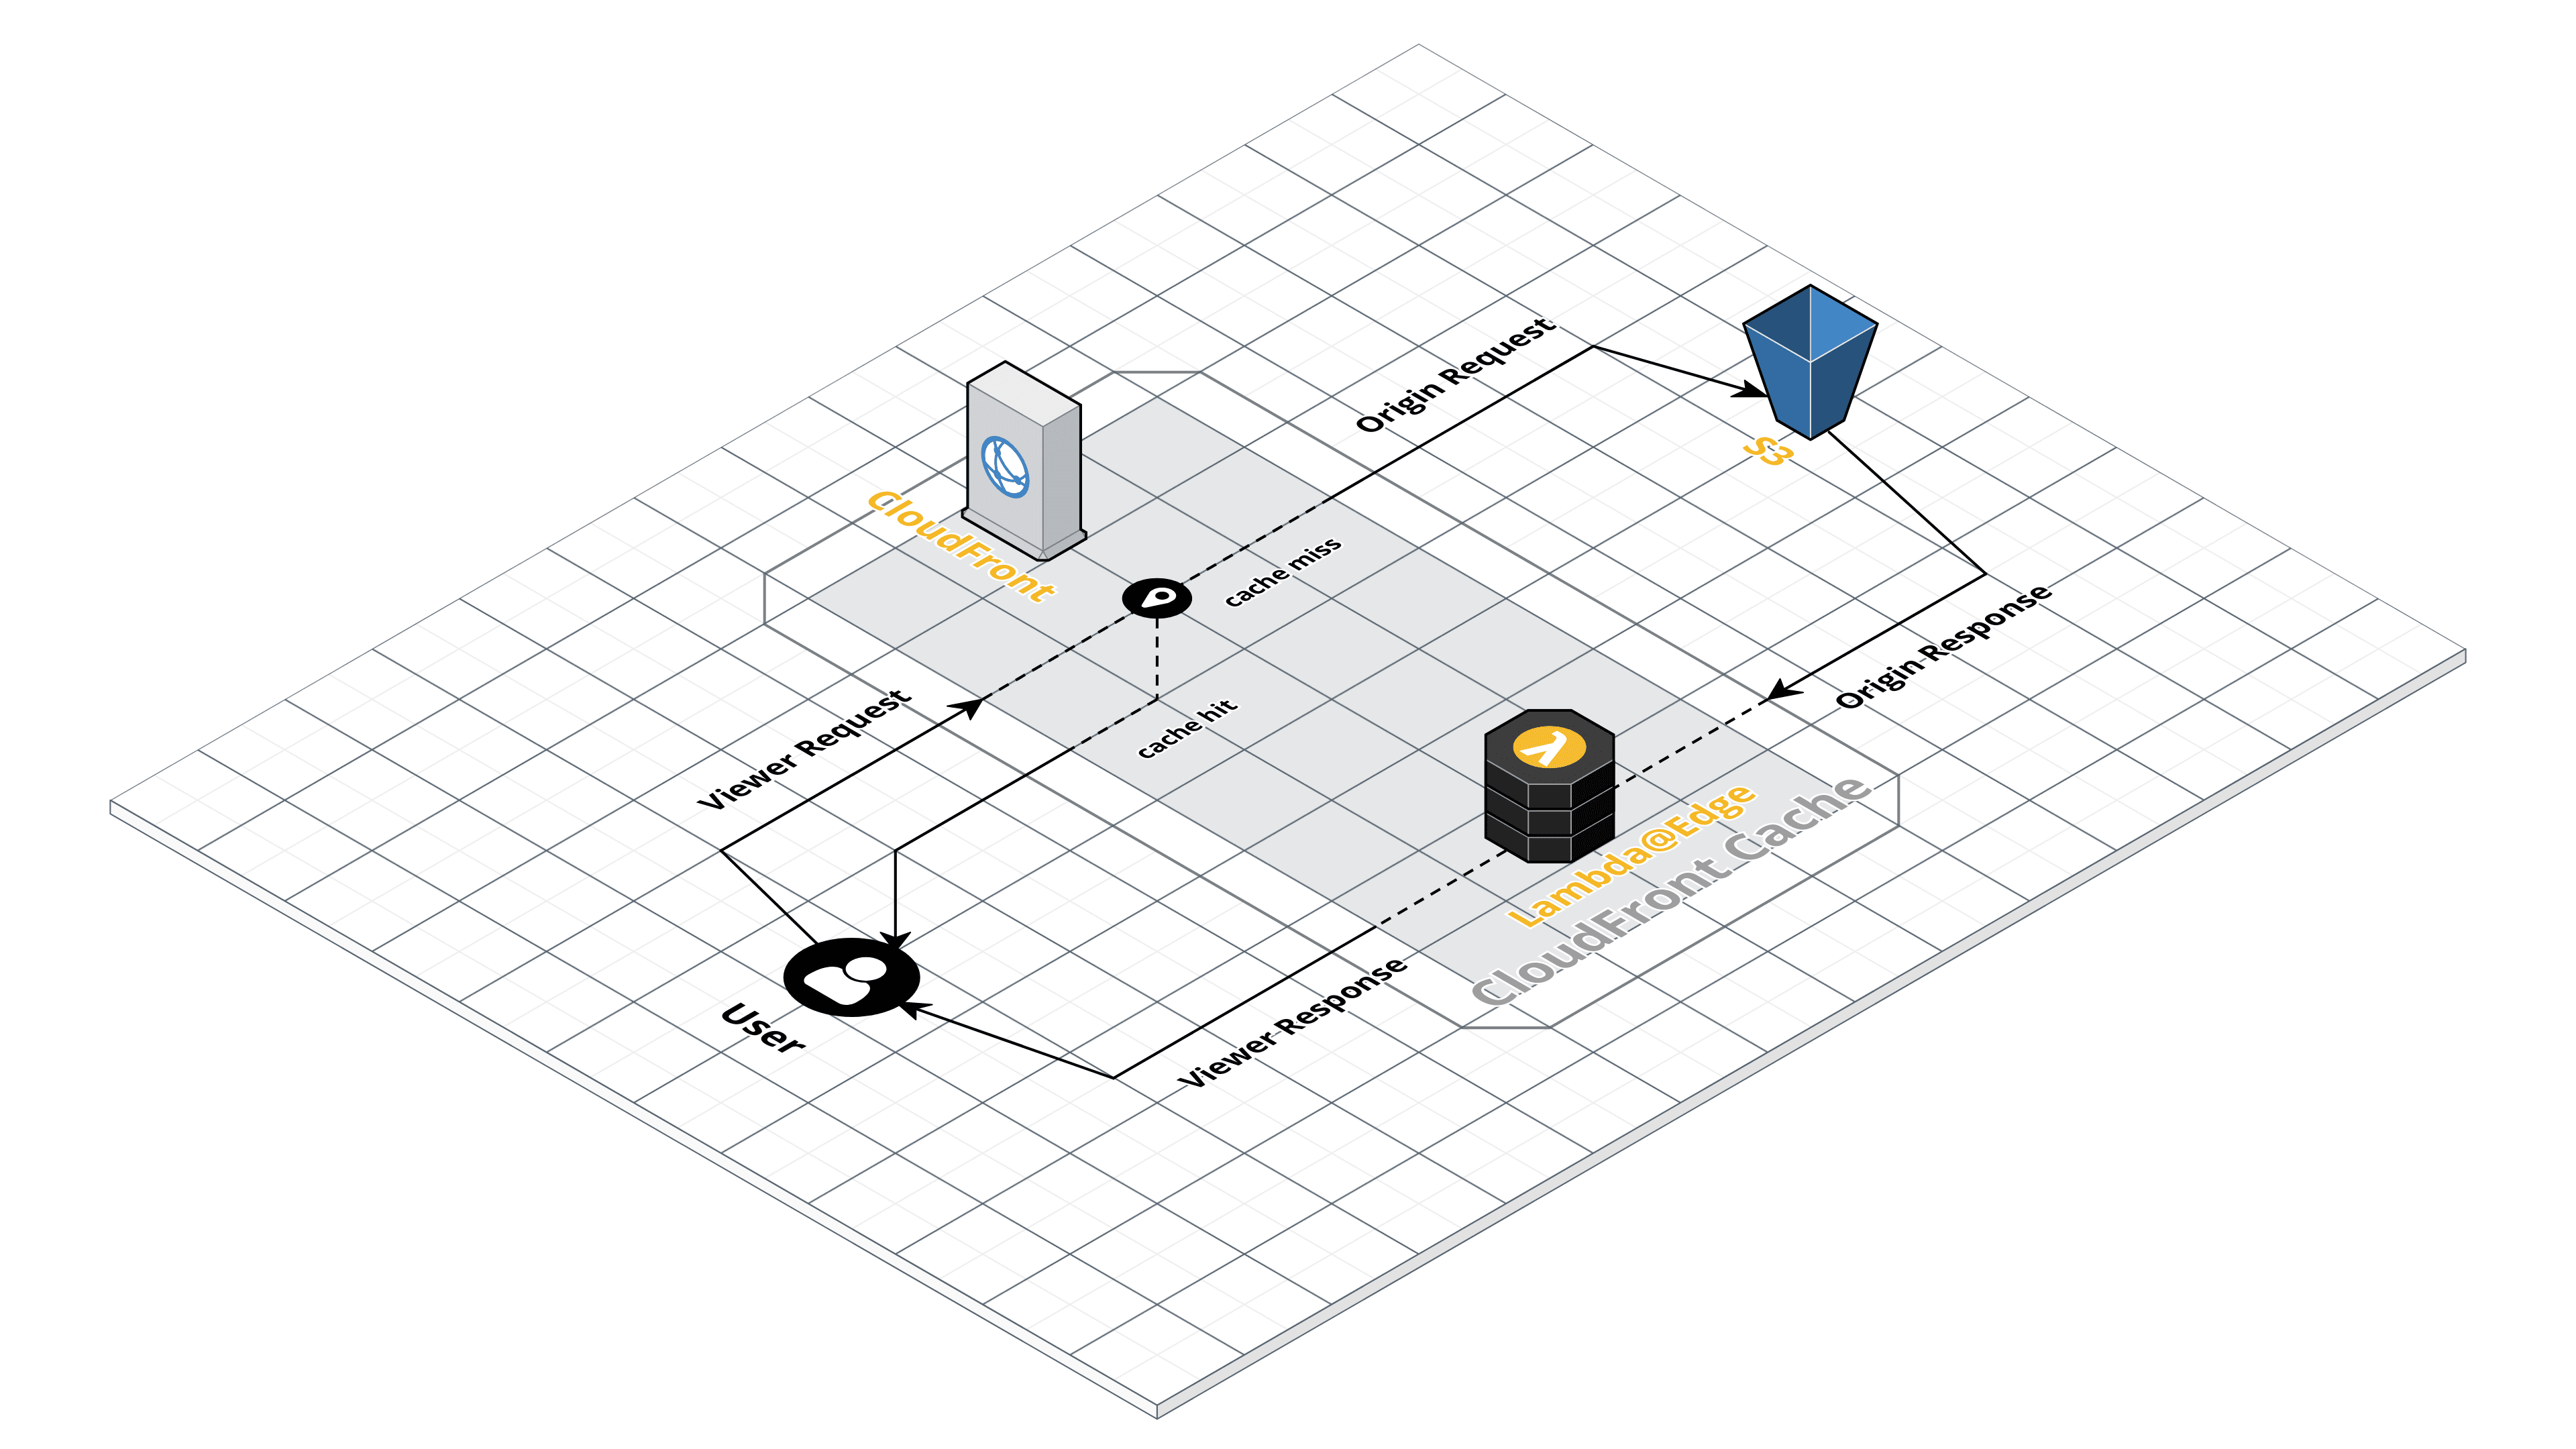 Origin Request
S3
CloudFront
cache miss
Origin Response
Viewer Request
cache hit
Lambda@Edge
CloudFront Cache
User
Viewer Response